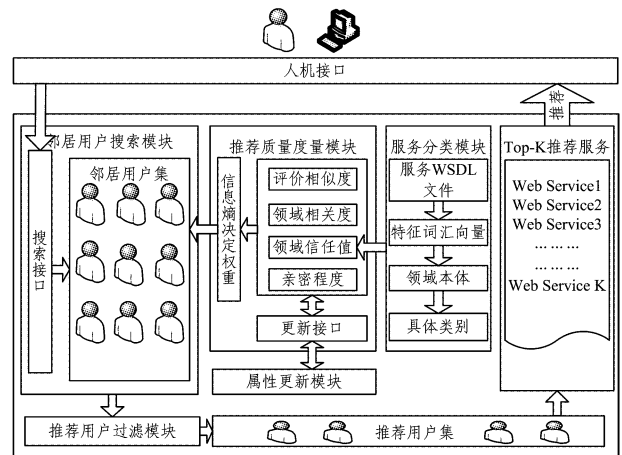 人机接口
推荐
邻居用户搜索模块
搜索接口
邻居用户集
推荐质量度量模块
信息熵决定权重
评价相似度
领域相关度
领域信任值
亲密程度
更新接口
属性更新模块
服务分类模块
服务WSDL
文件
特征词汇向量
领域本体
具体类别
Top-K推荐服务
Web Service1
Web Service2
Web Service3
………
………
Web Service K
推荐用户过滤模块
推荐用户集